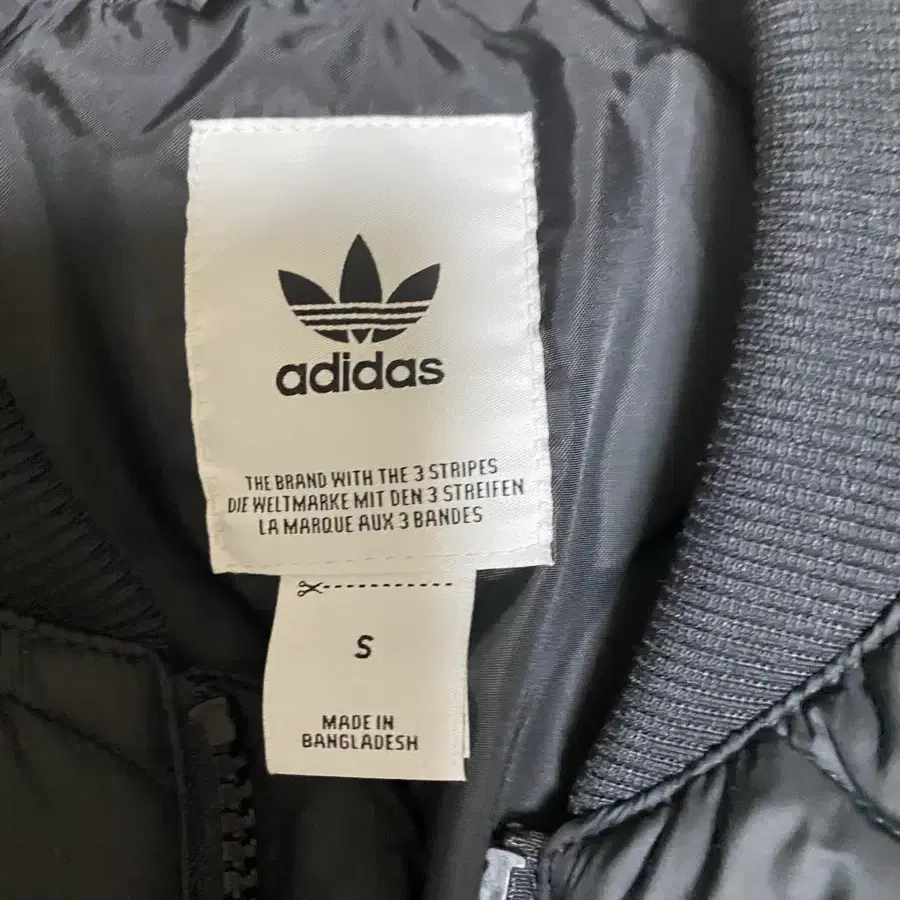 adidas
THE BRAND WITH THE 3 STRIPES
DIE WELTMARKE MIT DEN 3 STREIFEN
LA MARQUE AUX 3 BANDES
S
MADE IN
BANGLADESH